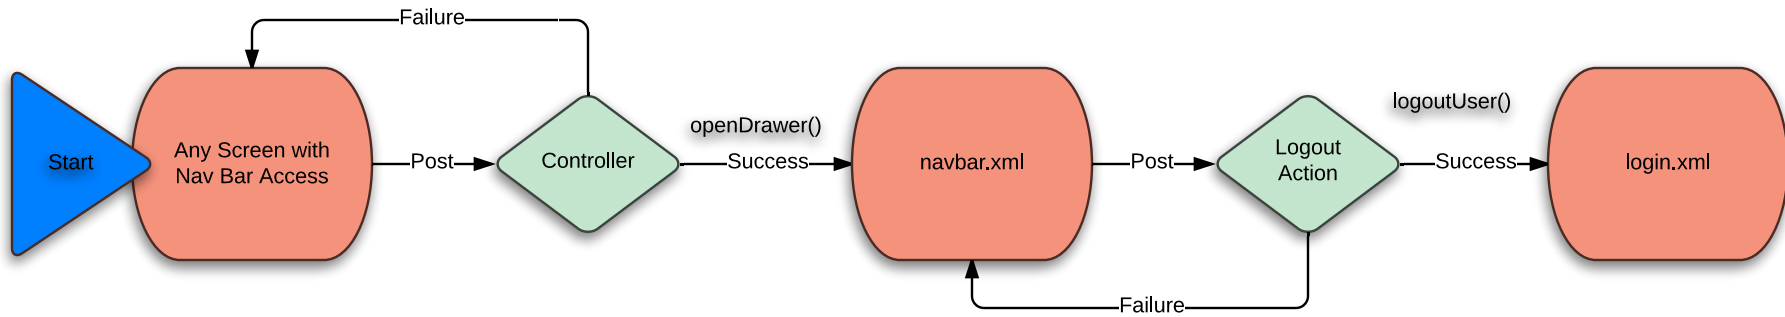 Failure
Start
Any Screen with
Nav Bar Access
Post
Controller
openDrawer()
Success
navbar.xml
Post
Logout
Action
logoutUser()
Success
login.xml
Failure